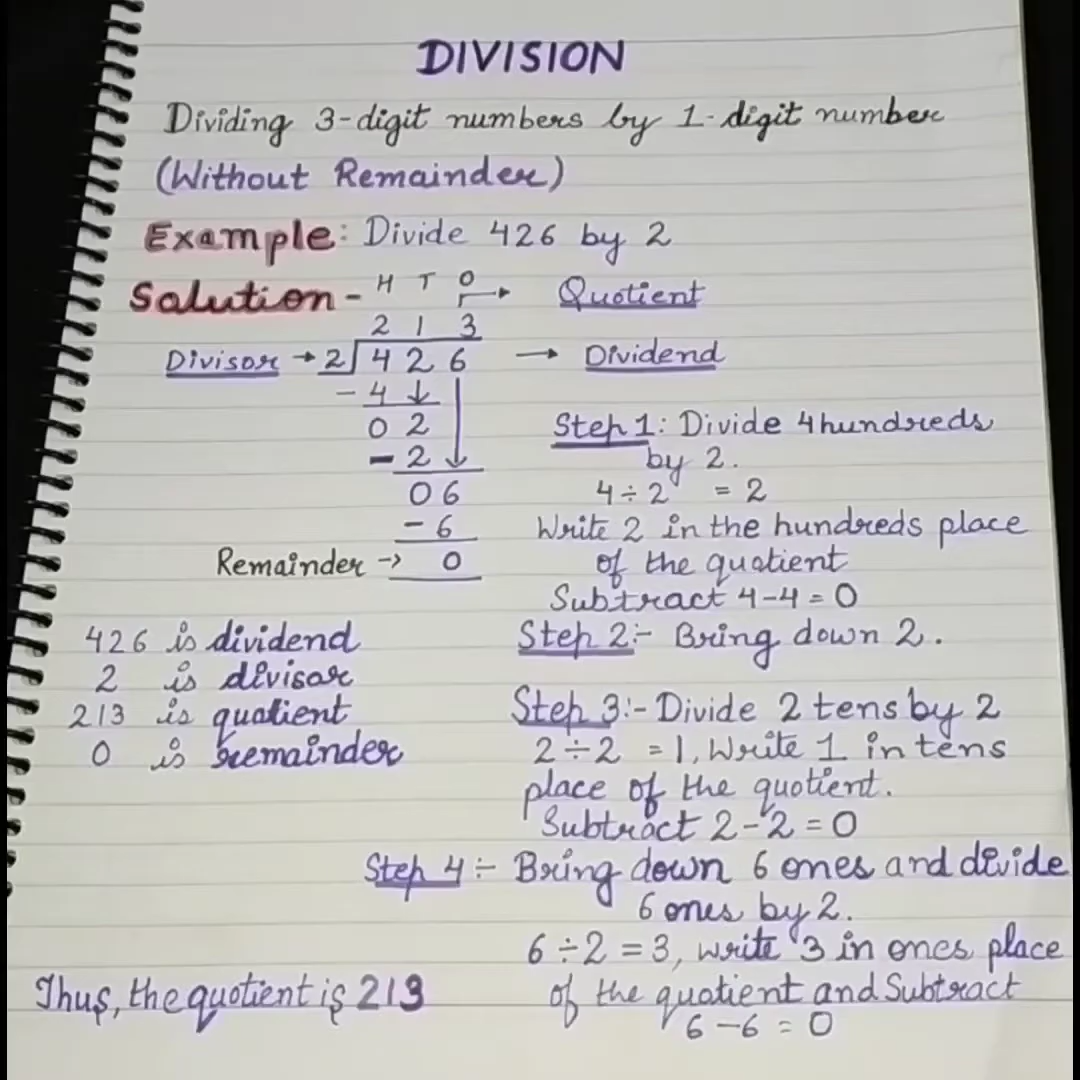 DIVISION
Dividing 3-digit numbers by 1-digit number
(Without Remainder)
Example: Divide 426 by 2
Solution- H T O → Quotient
2 1 3
Divisor → 2 4 2 6 → Dividend
- 4 ↓
0 2
- 2 ↓
0 6
- 6
Remainder → 0
426 is dividend
2 is divisor
213 is quotient
0 is remainder
Step 1: Divide 4 hundreds
by 2.
4 ÷ 2 = 2
Write 2 in the hundreds place
of the quotient
Subtract 4-4 = 0
Step 2:- Bring down 2.
Step 3:- Divide 2 tens by 2
2 ÷ 2 = 1, Write 1 in tens
place of the quotient.
Subtract 2-2 = 0
Step 4:- Bring down 6 ones and divide
6 ones by 2.
6 ÷ 2 = 3, write 3 in ones place
of the quotient and Subtract
6-6 = 0
Thus, the quotient is 213